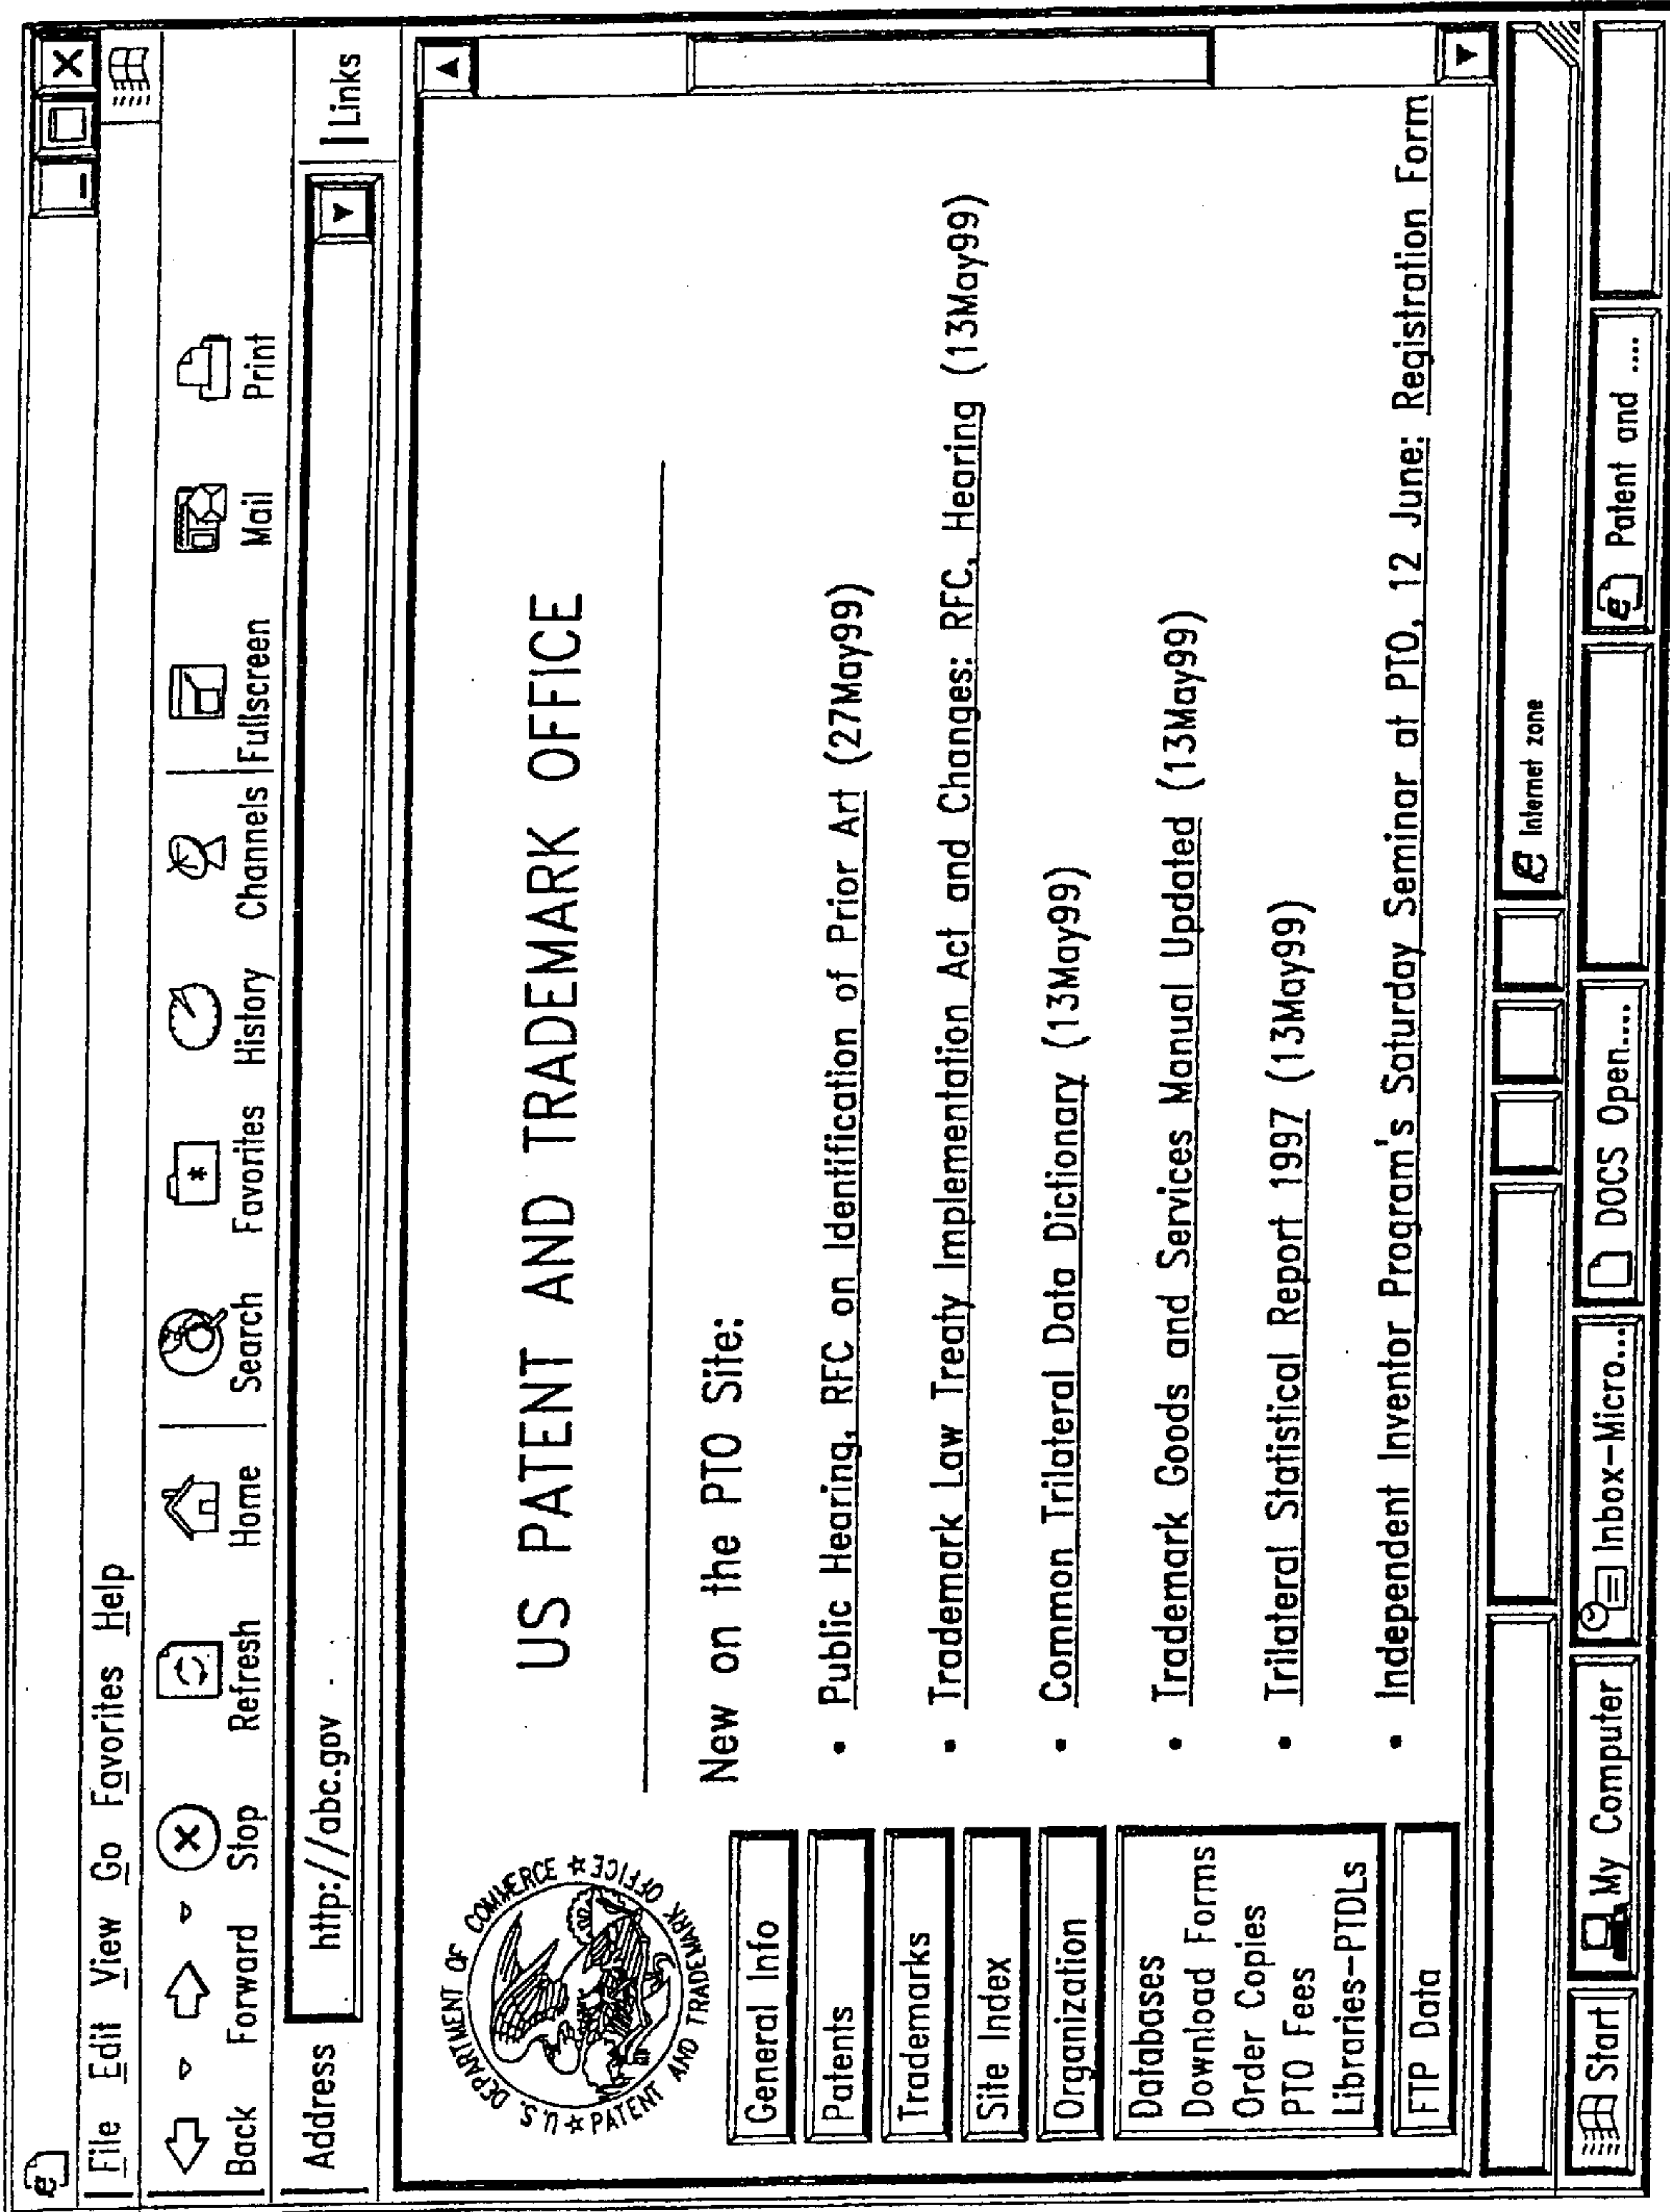 File Edit View Go Favorites Help
Back Forward Stop Refresh Home Search Favorites History Channels Fullscreen Mail Print
Address http://abc.gov Links
U.S. DEPARTMENT OF COMMERCE ☆ PATENT AND TRADEMARK OFFICE ☆
US PATENT AND TRADEMARK OFFICE
New on the PTO Site:
• Public Hearing, RFC on Identification of Prior Art (27May99)
• Trademark Law Treaty Implementation Act and Changes: RFC, Hearing (13May99)
• Common Trilateral Data Dictionary (13May99)
• Trademark Goods and Services Manual Updated (13May99)
• Trilateral Statistical Report 1997 (13May99)
• Independent Inventor Program's Saturday Seminar at PTO, 12 June: Registration Form
General Info
Patents
Trademarks
Site Index
Organization
Databases
Download Forms
Order Copies
PTO Fees
Libraries-PTDLs
FTP Data
Internet zone
Start My Computer Inbox-Micro... DOCS Open.... Patent and ....